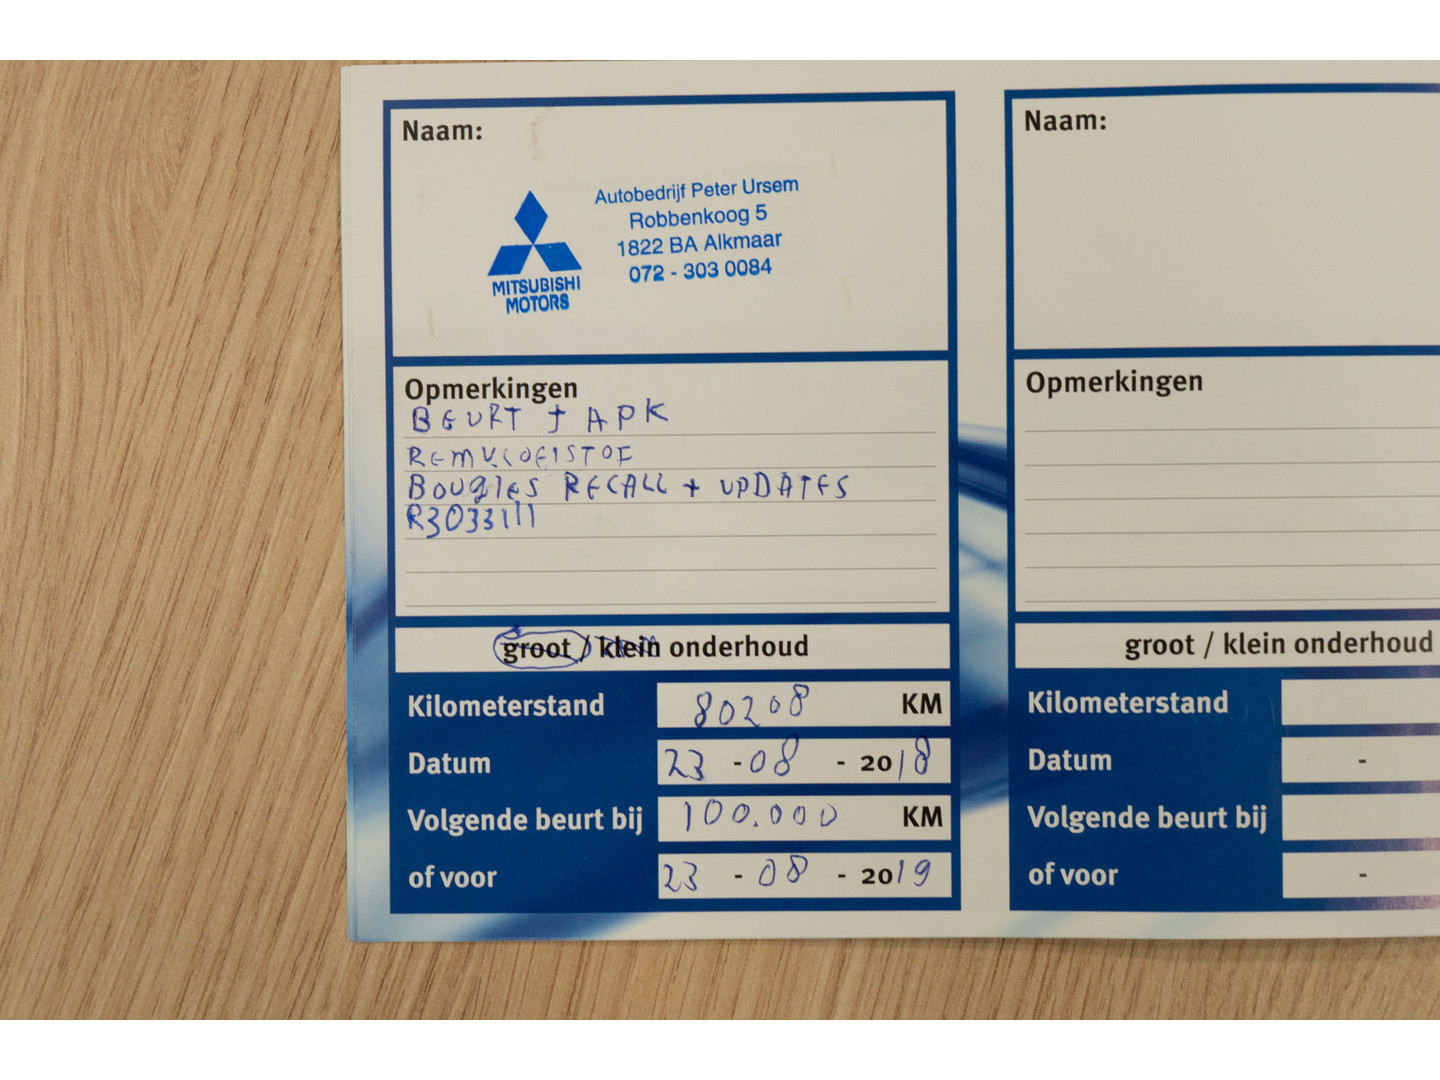 Naam:
MITSUBISHI
MOTORS
Autobedrijf Peter Ursem
Robbenkoog 5
1822 BA Alkmaar
072 - 303 0084
Opmerkingen
BEURT + APK
REMVLOEISTOF
BOUGIES RECALL + UPDATES
R3033111
groot / klein onderhoud
Kilometerstand 80208 KM
Datum 23 - 08 - 2018
Volgende beurt bij 100.000 KM
of voor 23 - 08 - 2019
Naam:
Opmerkingen
groot / klein onderhoud
Kilometerstand
Datum -
Volgende beurt bij
of voor -